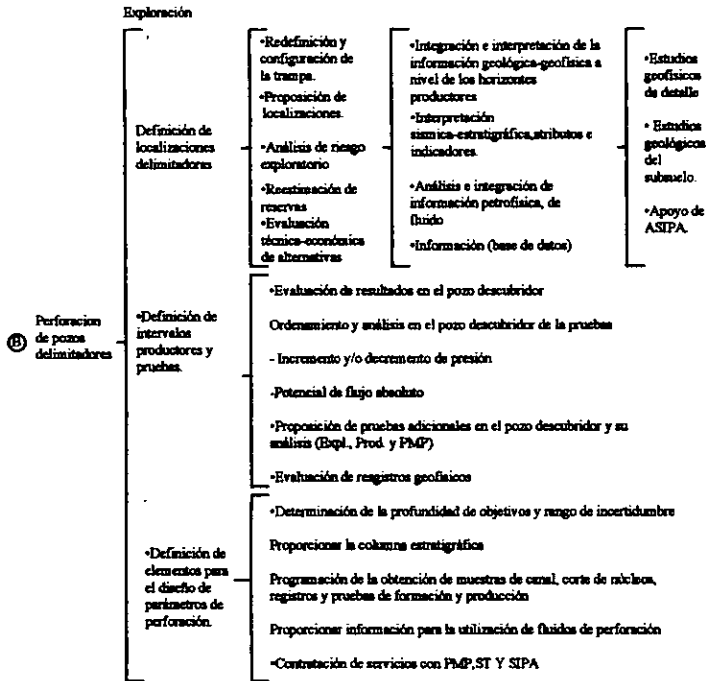 Exploración
Ⓑ Perforacion
de pozos
delimitadores
Definición de
localizaciones
delimitadoras
•Redefinición y
configuración de
la trampa.
•Proposición de
localizaciones.
•Análisis de riesgo
exploratorio
•Reestimación de
reservas
•Evaluación
técnica-económica
de alternativas
•Integración e interpretación de la
información geológica-geofísica a
nivel de los horizontes
productores
•Interpretación
sísmica-estratigráfica,atributos e
indicadores.
•Análisis e integración de
información petrofísica, de
fluido
•Información (base de datos)
•Estudios
geofísicos
de detalle
• Estudios
geológicos
del
subsuelo.
•Apoyo de
ASIPA.
•Definición de
intervalos
productores y
pruebas.
•Evaluación de resultados en el pozo descubridor
Ordenamiento y análisis en el pozo descubridor de la pruebas
- Incremento y/o decremento de presión
-Potencial de flujo absoluto
•Proposición de pruebas adicionales en el pozo descubridor y su
análisis (Expl., Prod. y PMP)
•Evaluación de resgistros geofísicos
•Definición de
elementos para
el diseño de
parámetros de
perforación.
•Determinación de la profundidad de objetivos y rango de incertidumbre
Proporcionar la columna estratigráfica
Programación de la obtención de muestras de canal, corte de núcleos,
registros y pruebas de formación y producción
Proporcionar información para la utilización de fluidos de perforación
•Contratación de servicios con PMP,ST Y SIPA